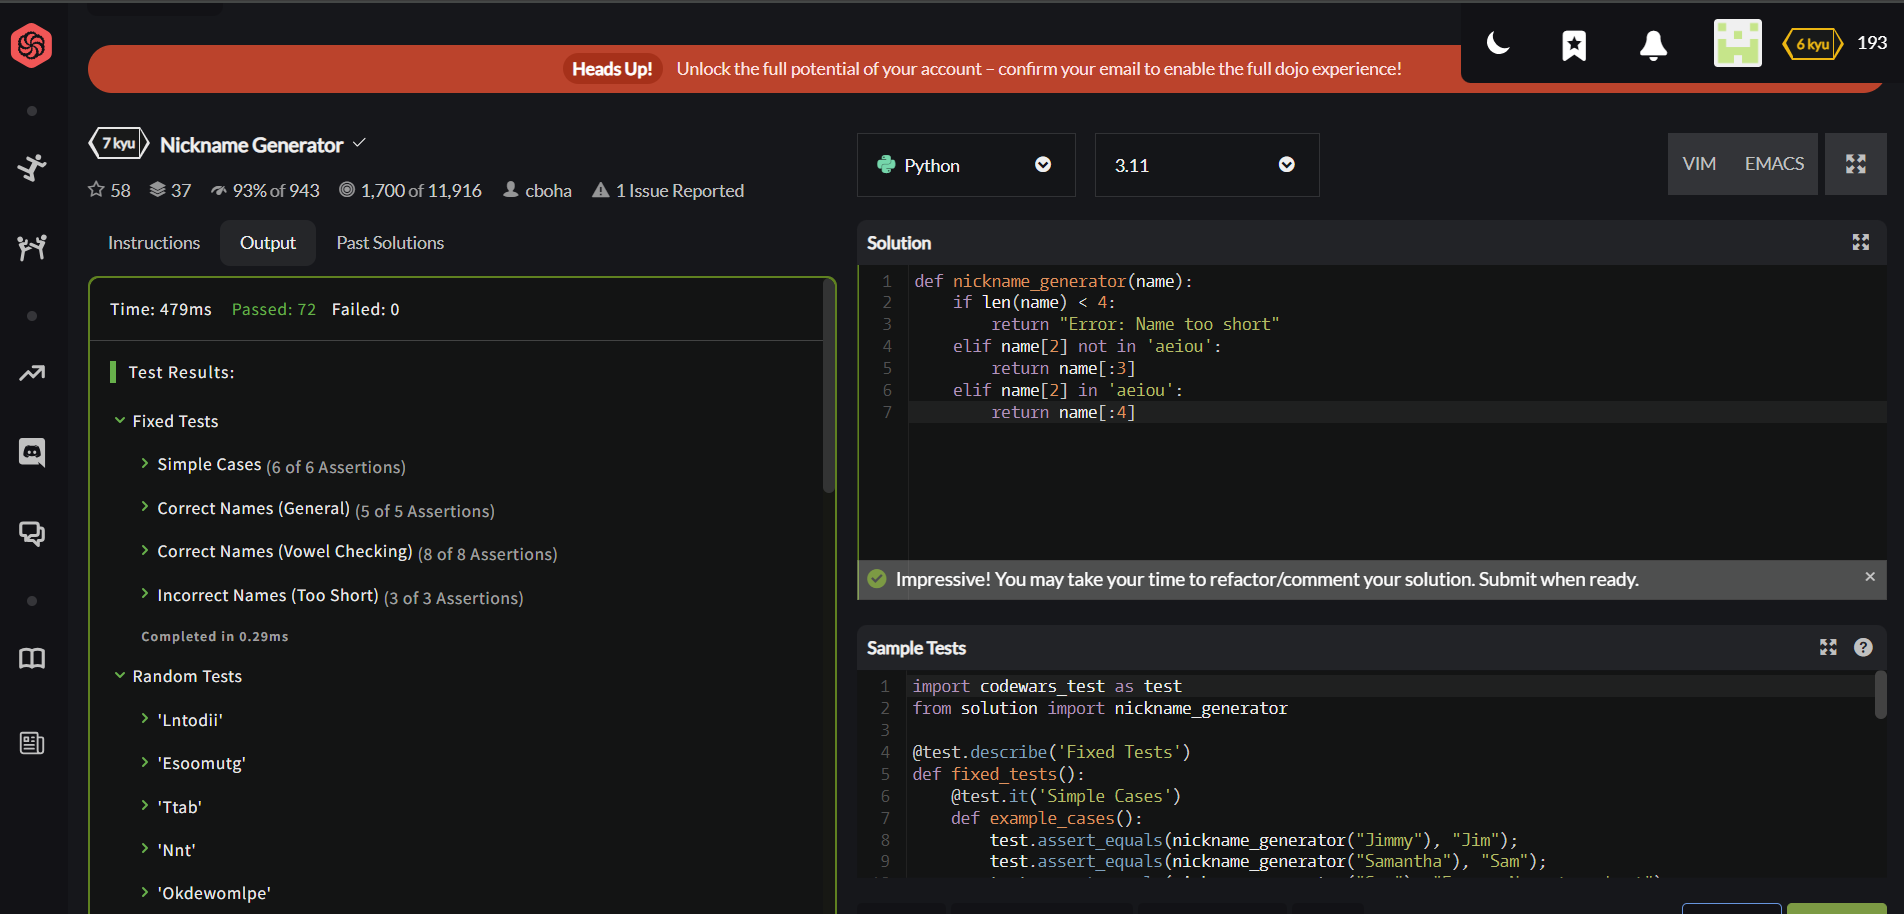 Heads Up! Unlock the full potential of your account – confirm your email to enable the full dojo experience!
6 kyu 193
7 kyu Nickname Generator
58 37 93% of 943 1,700 of 11,916 cboha 1 Issue Reported
Instructions Output Past Solutions
Time: 479ms Passed: 72 Failed: 0
Test Results:
Fixed Tests
Simple Cases (6 of 6 Assertions)
Correct Names (General) (5 of 5 Assertions)
Correct Names (Vowel Checking) (8 of 8 Assertions)
Incorrect Names (Too Short) (3 of 3 Assertions)
Completed in 0.29ms
Random Tests
'Lntodii'
'Esoomutg'
'Ttab'
'Nnt'
'Okdewomlpe'
Python 3.11 VIM EMACS
Solution
1 def nickname_generator(name):
2 if len(name) < 4:
3 return "Error: Name too short"
4 elif name[2] not in 'aeiou':
5 return name[:3]
6 elif name[2] in 'aeiou':
7 return name[:4]
Impressive! You may take your time to refactor/comment your solution. Submit when ready.
Sample Tests
1 import codewars_test as test
2 from solution import nickname_generator
3
4 @test.describe('Fixed Tests')
5 def fixed_tests():
6 @test.it('Simple Cases')
7 def example_cases():
8 test.assert_equals(nickname_generator("Jimmy"), "Jim");
9 test.assert_equals(nickname_generator("Samantha"), "Sam");